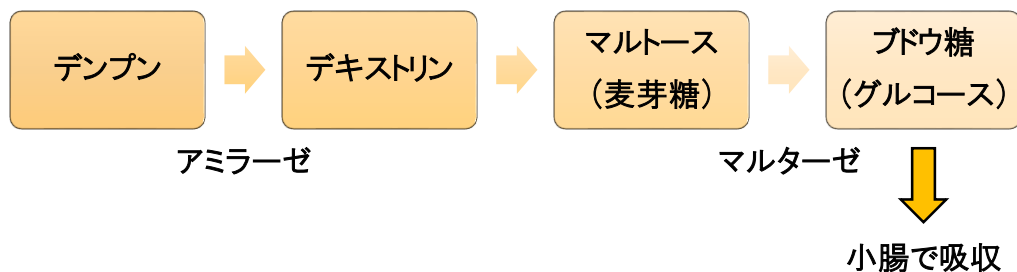 デンプン
デキストリン
マルトース
（麦芽糖）
ブドウ糖
（グルコース）
アミラーゼ
マルターゼ
小腸で吸収